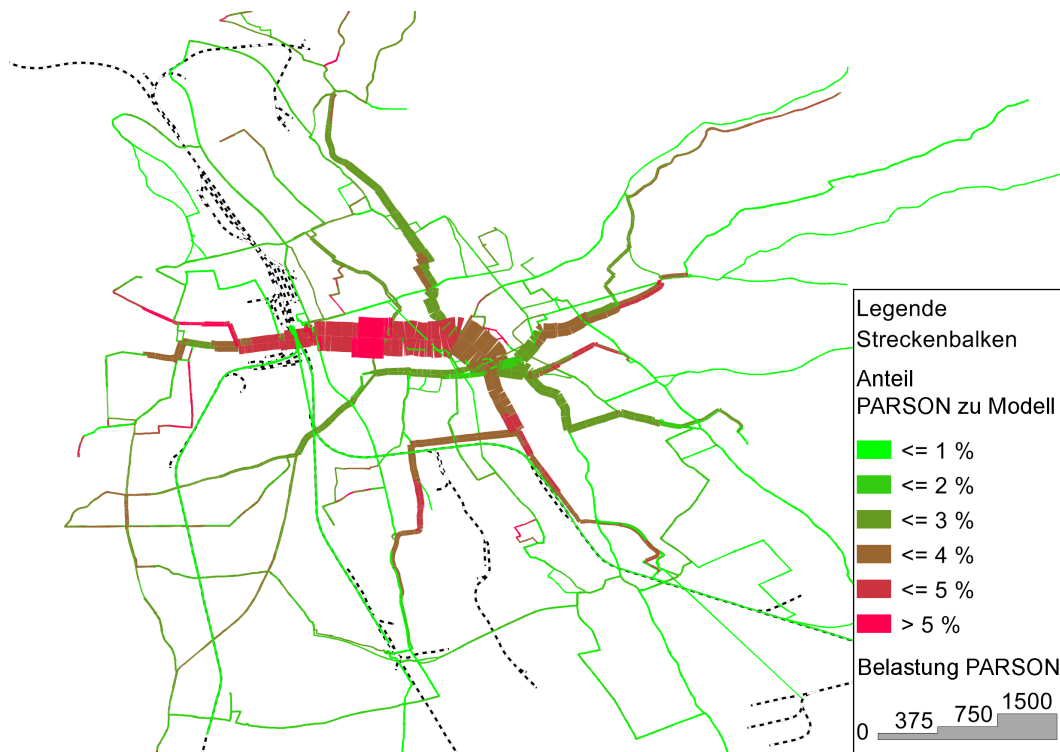 Legende
Streckenbalken
Anteil
PARSON zu Modell
<= 1 %
<= 2 %
<= 3 %
<= 4 %
<= 5 %
> 5 %
Belastung PARSON
0 375 750 1500